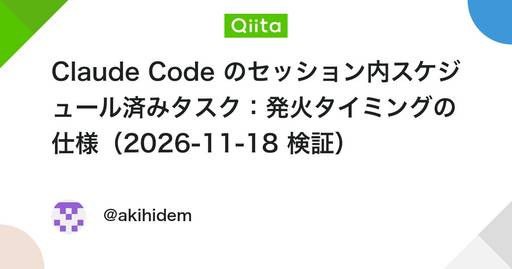 Qiita
Claude Code のセッション内スケジ
ュール済みタスク：発火タイミングの
仕様（2026-11-18 検証）
@akihidem